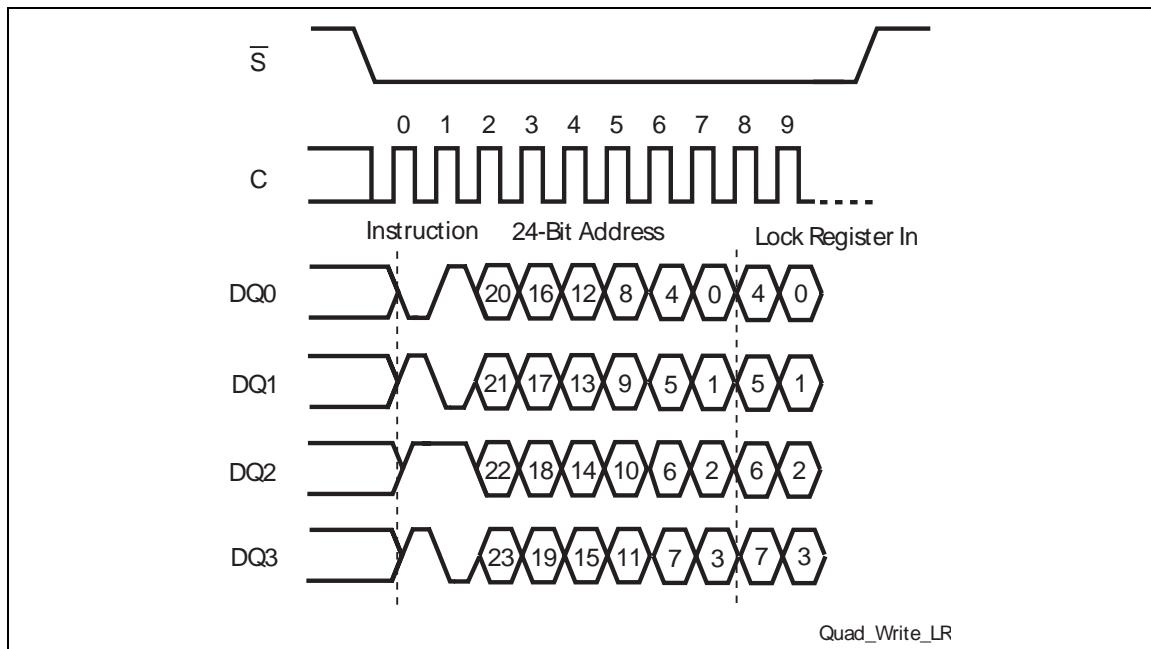 S̅
0 1 2 3 4 5 6 7 8 9
C
Instruction 24-Bit Address Lock Register In
DQ0 20 16 12 8 4 0 4 0
DQ1 21 17 13 9 5 1 5 1
DQ2 22 18 14 10 6 2 6 2
DQ3 23 19 15 11 7 3 7 3
Quad_Write_LR